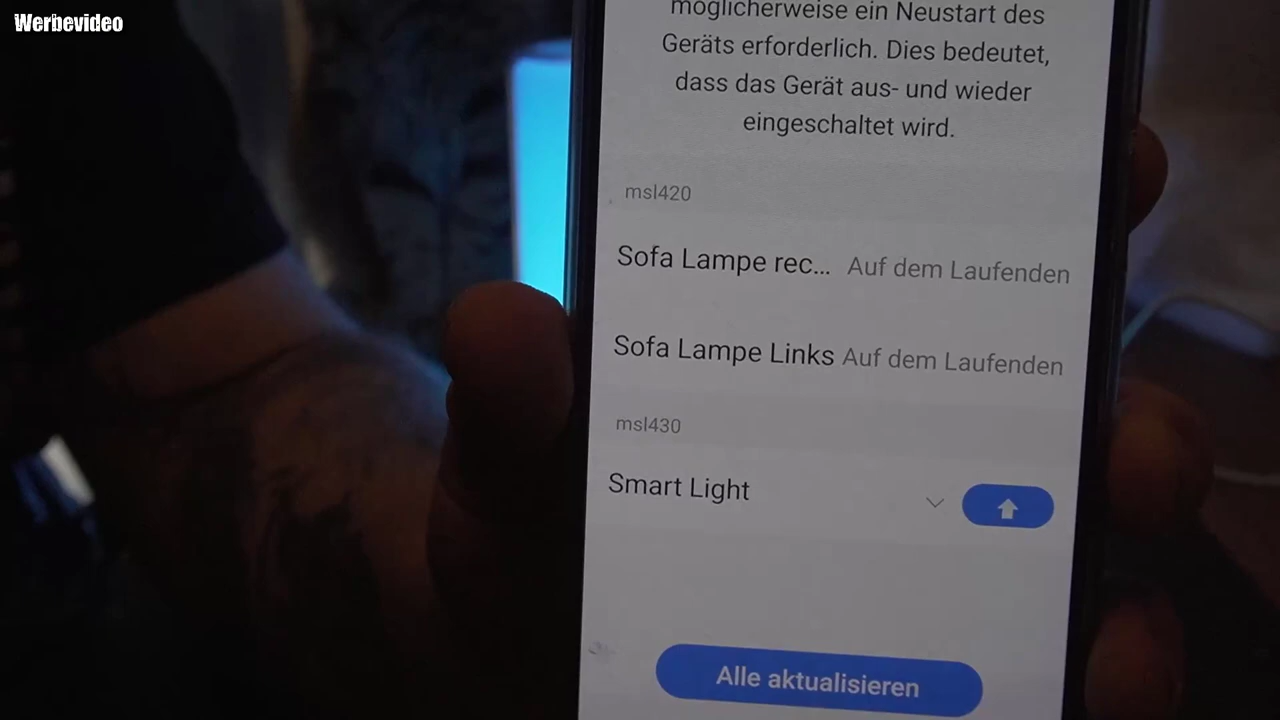 Werbevideo
möglicherweise ein Neustart des
Geräts erforderlich. Dies bedeutet,
dass das Gerät aus- und wieder
eingeschaltet wird.
msl420
Sofa Lampe rec... Auf dem Laufenden
Sofa Lampe Links Auf dem Laufenden
msl430
Smart Light
Alle aktualisieren